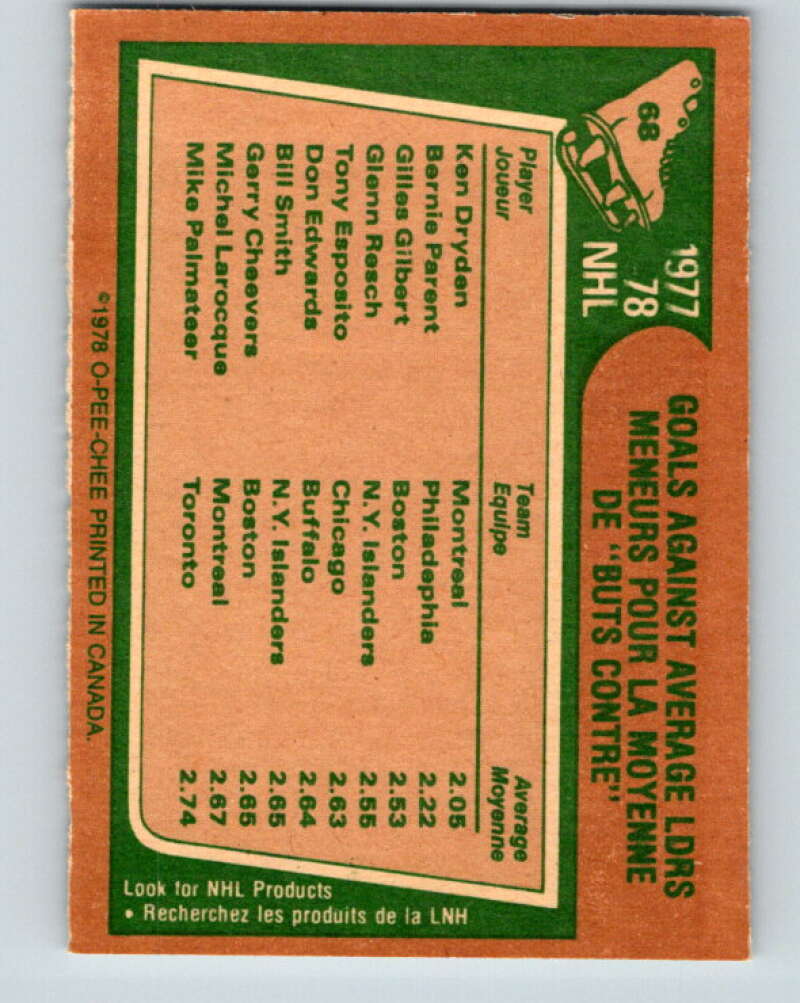 68
1977
78
NHL
GOALS AGAINST AVERAGE LDRS
MENEURS POUR LA MOYENNE
DE "BUTS CONTRE"
Player Team Average
Joueur Equipe Moyenne
Ken Dryden Montreal 2.05
Bernie Parent Philadephia 2.22
Gilles Gilbert Boston 2.53
Glenn Resch N.Y. Islanders 2.55
Tony Esposito Chicago 2.63
Don Edwards Buffalo 2.64
Bill Smith N.Y. Islanders 2.65
Gerry Cheevers Boston 2.65
Michel Larocque Montreal 2.67
Mike Palmateer Toronto 2.74
Look for NHL Products
• Recherchez les produits de la LNH
©1978 O-PEE-CHEE PRINTED IN CANADA.